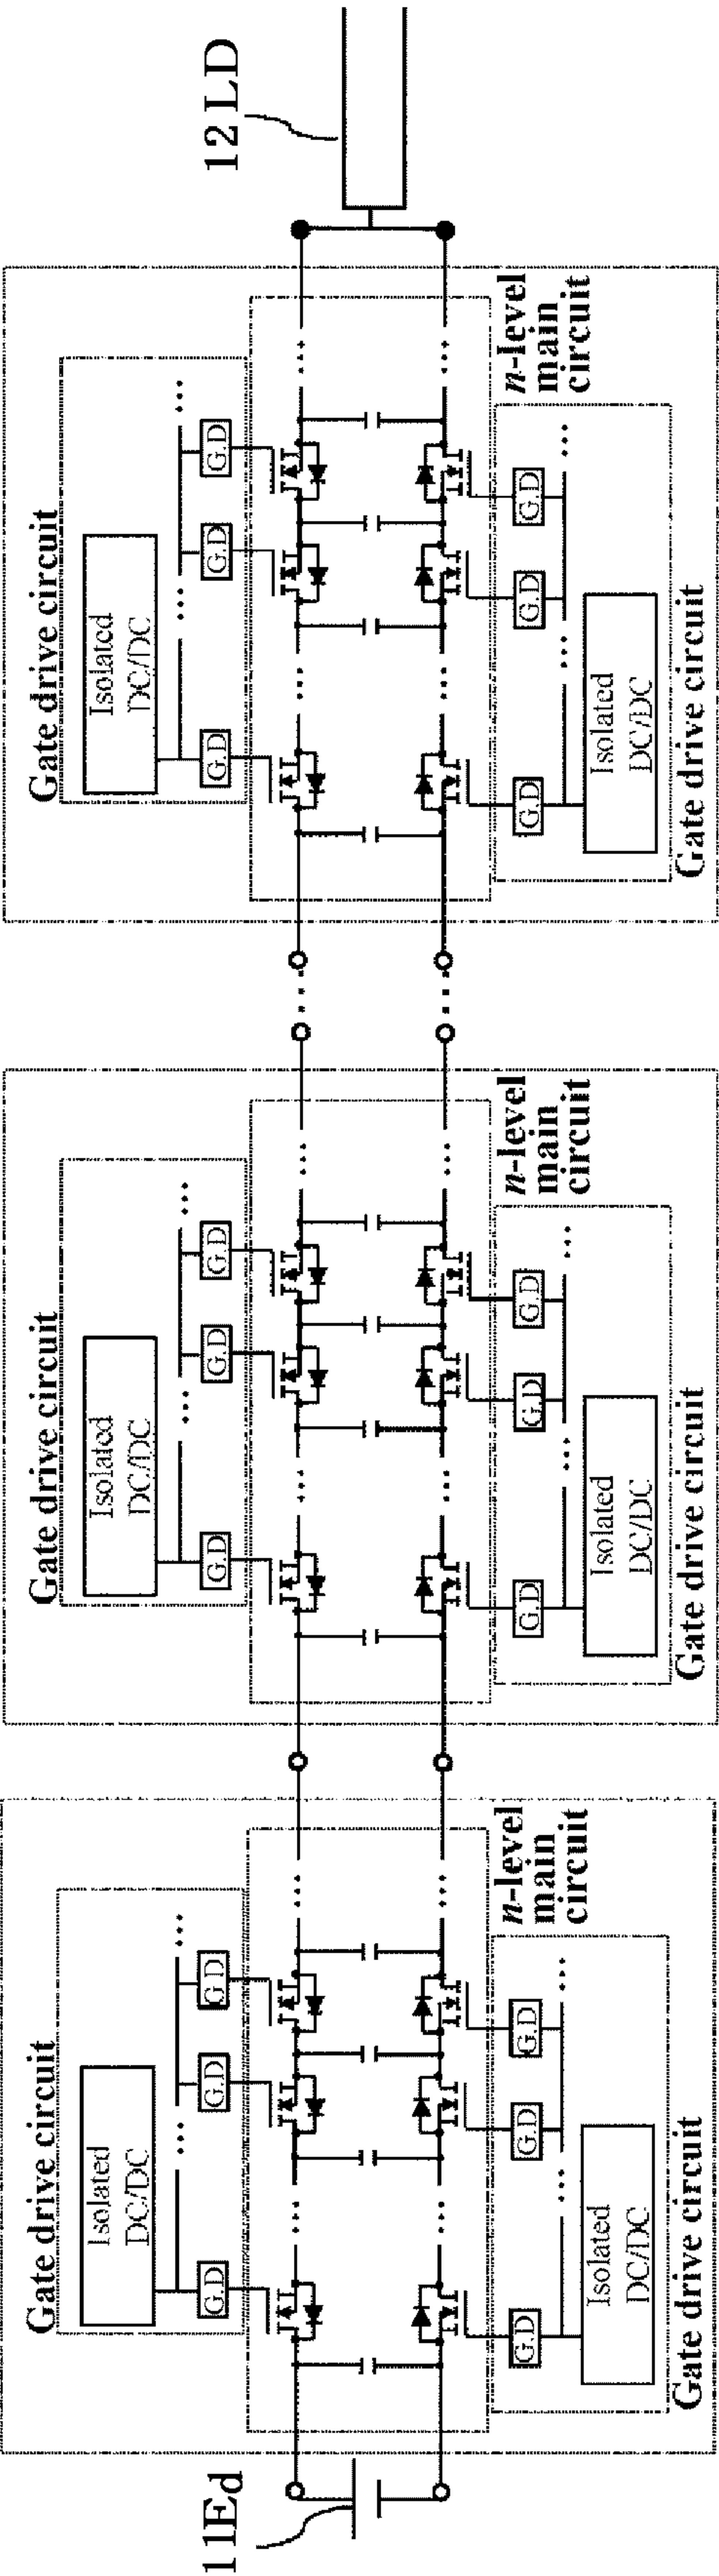 11Ed
Gate drive circuit
Isolated
DC/DC
...
...
G.D
G.D
G.D
...
...
n-level
main
circuit
...
...
G.D
G.D
G.D
...
...
Isolated
DC/DC
Gate drive circuit
Gate drive circuit
Isolated
DC/DC
...
...
G.D
G.D
G.D
...
...
n-level
main
circuit
...
...
G.D
G.D
G.D
...
...
Isolated
DC/DC
Gate drive circuit
...
...
Gate drive circuit
Isolated
DC/DC
...
...
G.D
G.D
G.D
...
...
n-level
main
circuit
...
...
G.D
G.D
G.D
...
...
Isolated
DC/DC
Gate drive circuit
12LD